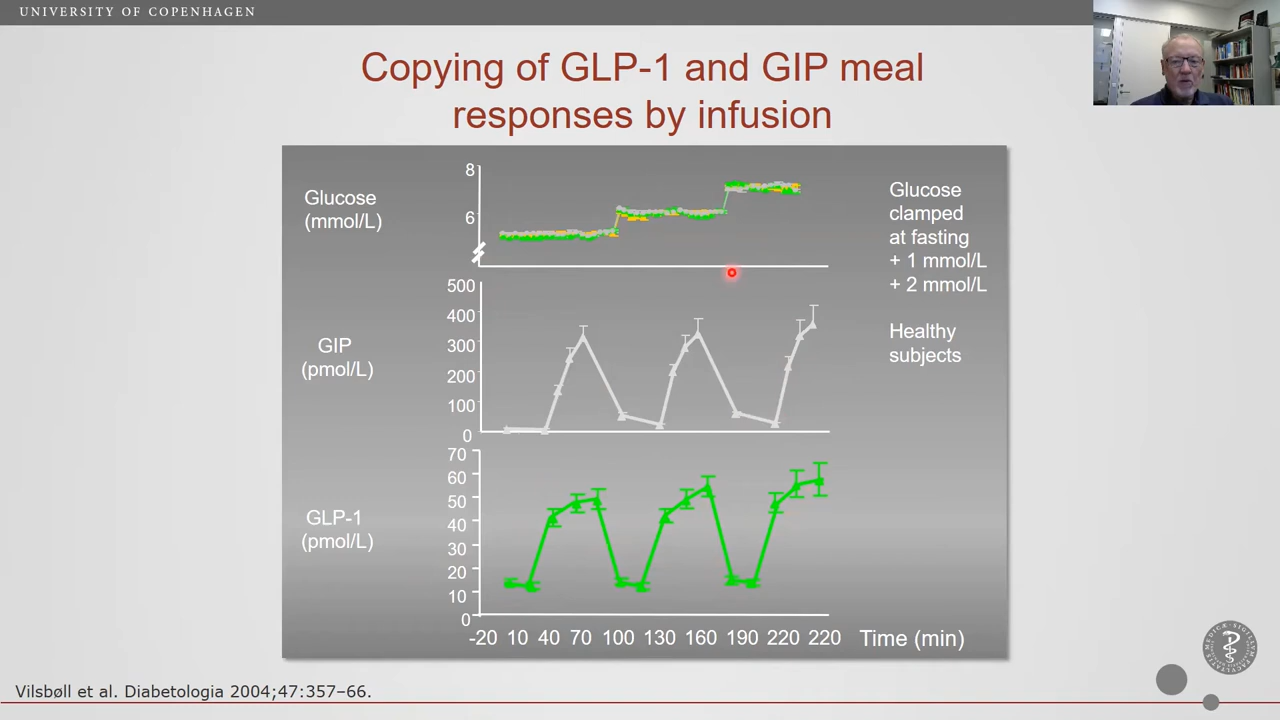 UNIVERSITY OF COPENHAGEN
Copying of GLP-1 and GIP meal
responses by infusion
Glucose
(mmol/L)
8
6
Glucose
clamped
at fasting
+ 1 mmol/L
+ 2 mmol/L
Healthy
subjects
GIP
(pmol/L)
500
400
300
200
100
0
GLP-1
(pmol/L)
70
60
50
40
30
20
10
0
-20 10 40 70 100 130 160 190 220 220 Time (min)
Vilsbøll et al. Diabetologia 2004;47:357–66.